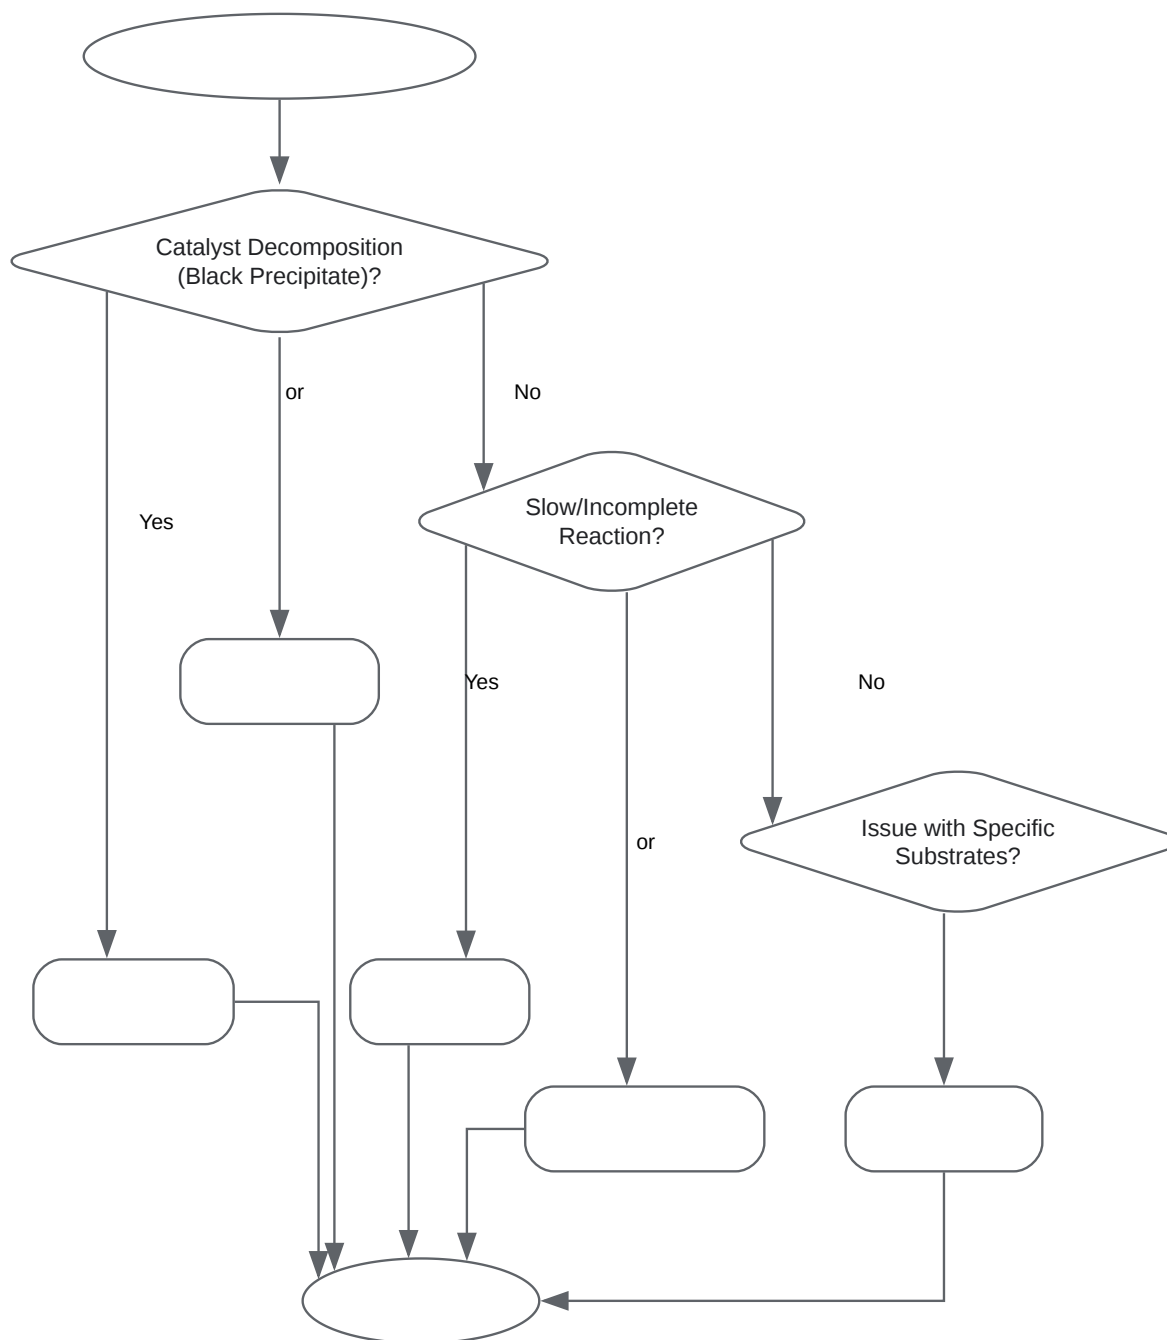 Catalyst Decomposition
(Black Precipitate)?
or
No
Slow/Incomplete
Reaction?
Yes
Yes
No
Issue with Specific
Substrates?
or